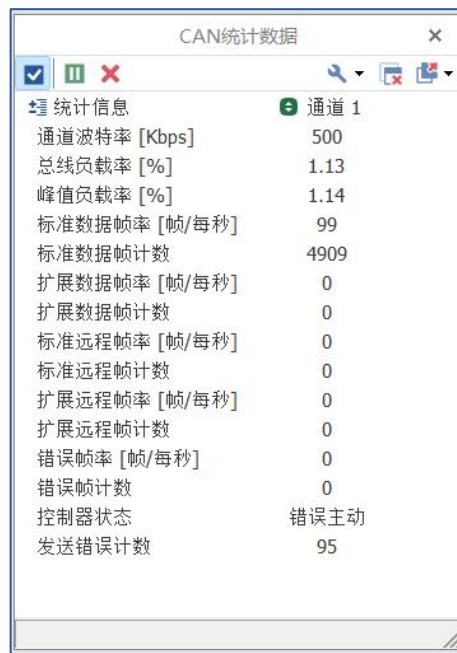 CAN统计数据
统计信息 通道 1
通道波特率 [Kbps] 500
总线负载率 [%] 1.13
峰值负载率 [%] 1.14
标准数据帧率 [帧/每秒] 99
标准数据帧计数 4909
扩展数据帧率 [帧/每秒] 0
扩展数据帧计数 0
标准远程帧率 [帧/每秒] 0
标准远程帧计数 0
扩展远程帧率 [帧/每秒] 0
扩展远程帧计数 0
错误帧率 [帧/每秒] 0
错误帧计数 0
控制器状态 错误主动
发送错误计数 95